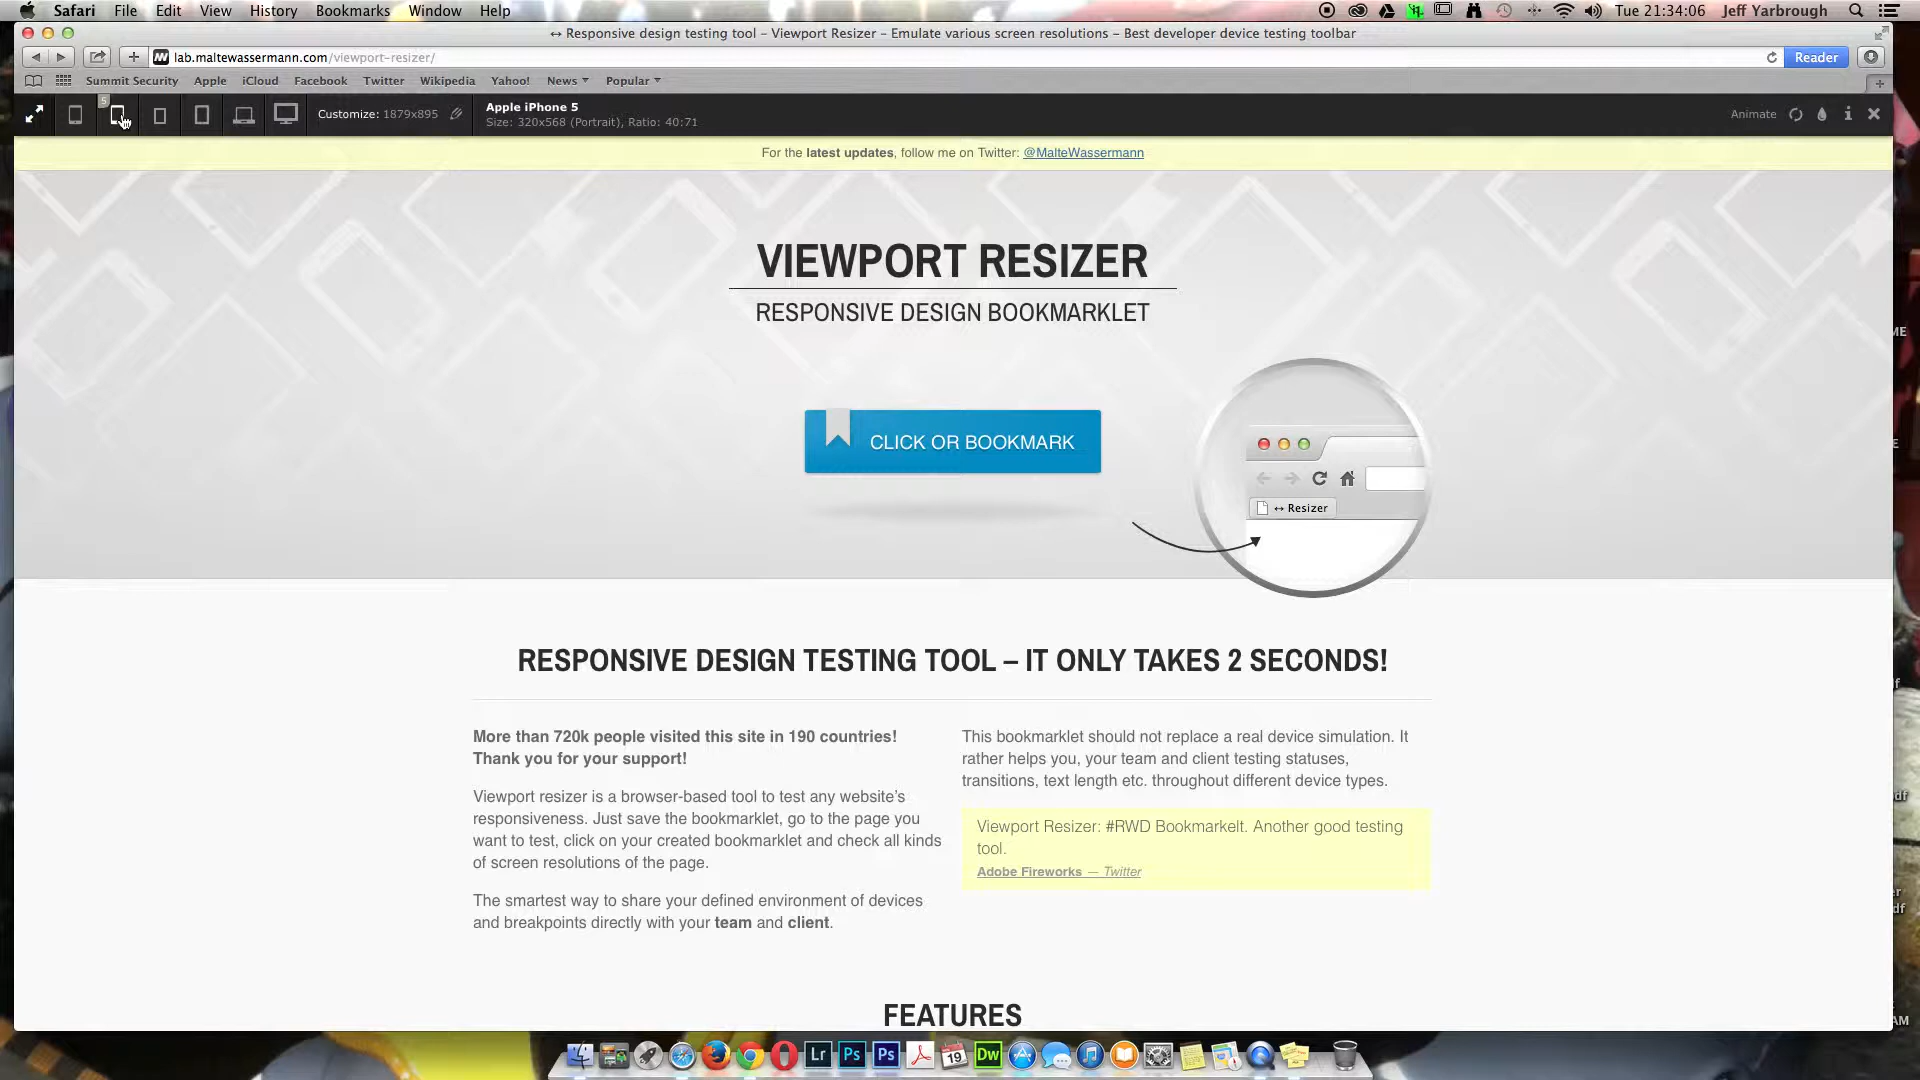 Safari File Edit View History Bookmarks Window Help Tue 21:34:06 Jeff Yarbrough
↔ Responsive design testing tool – Viewport Resizer – Emulate various screen resolutions – Best developer device testing toolbar
lab.maltewassermann.com/viewport-resizer/ Reader
Summit Security Apple iCloud Facebook Twitter Wikipedia Yahoo! News Popular
5
Customize: 1879x895
Apple iPhone 5
Size: 320x568 (Portrait), Ratio: 40:71
Animate
For the latest updates, follow me on Twitter: @MalteWassermann
VIEWPORT RESIZER
RESPONSIVE DESIGN BOOKMARKLET
CLICK OR BOOKMARK
↔ Resizer
RESPONSIVE DESIGN TESTING TOOL – IT ONLY TAKES 2 SECONDS!
More than 720k people visited this site in 190 countries!
Thank you for your support!
Viewport resizer is a browser-based tool to test any website's
responsiveness. Just save the bookmarklet, go to the page you
want to test, click on your created bookmarklet and check all kinds
of screen resolutions of the page.
The smartest way to share your defined environment of devices
and breakpoints directly with your team and client.
This bookmarklet should not replace a real device simulation. It
rather helps you, your team and client testing statuses,
transitions, text length etc. throughout different device types.
Viewport Resizer: #RWD Bookmarkelt. Another good testing
tool.
Adobe Fireworks — Twitter
FEATURES
Lr Ps Ps 19 Dw